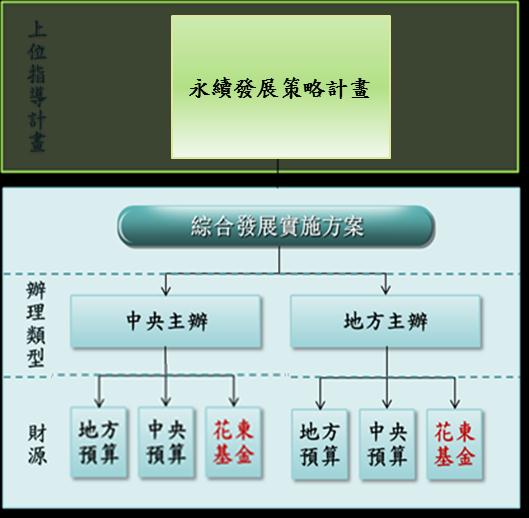 上位指導計畫
永續發展策略計畫
綜合發展實施方案
辦理類型
中央主辦
地方主辦
財源
地方
預算
中央
預算
花東
基金
地方
預算
中央
預算
花東
基金